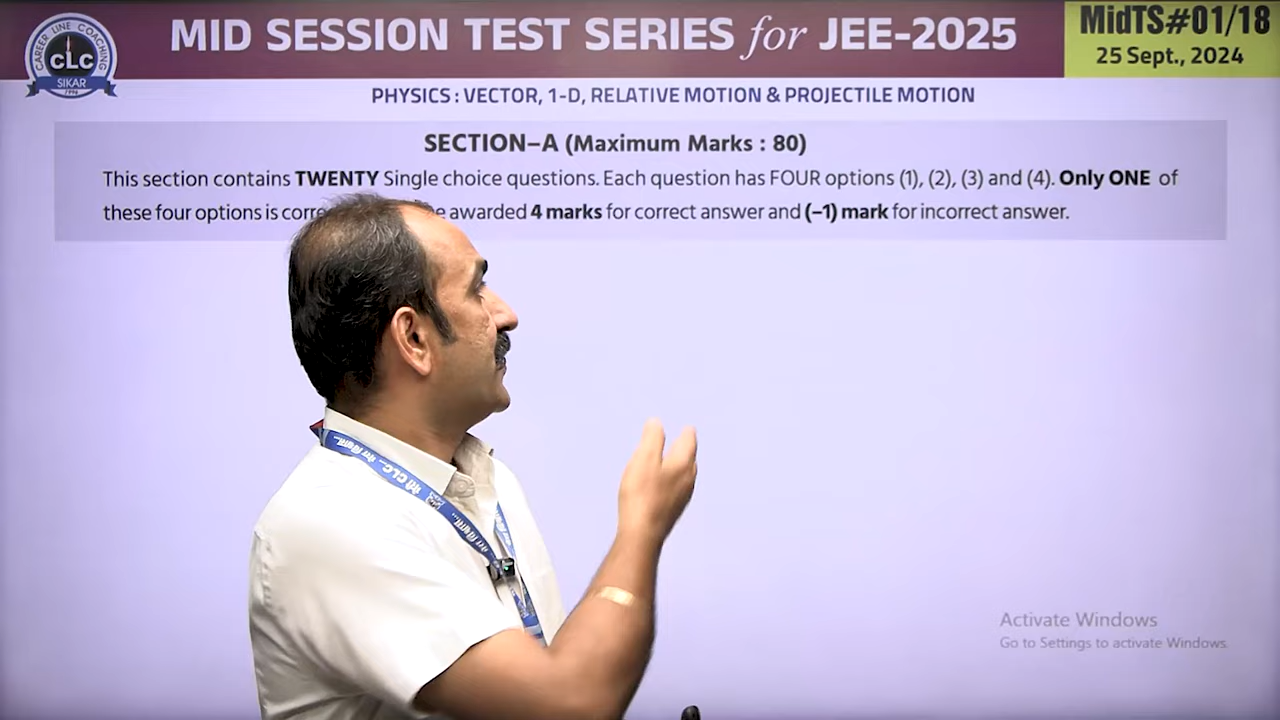 MID SESSION TEST SERIES for JEE-2025
MidTS#01/18
25 Sept., 2024
CAREER LINE COACHING
CLC
SIKAR
PHYSICS : VECTOR, 1-D, RELATIVE MOTION & PROJECTILE MOTION
SECTION–A (Maximum Marks : 80)
This section contains TWENTY Single choice questions. Each question has FOUR options (1), (2), (3) and (4). Only ONE of
these four options is e awarded 4 marks for correct answer and (–1) mark for incorrect answer.
CLC
Activate Windows
Go to Settings to activate Windows.